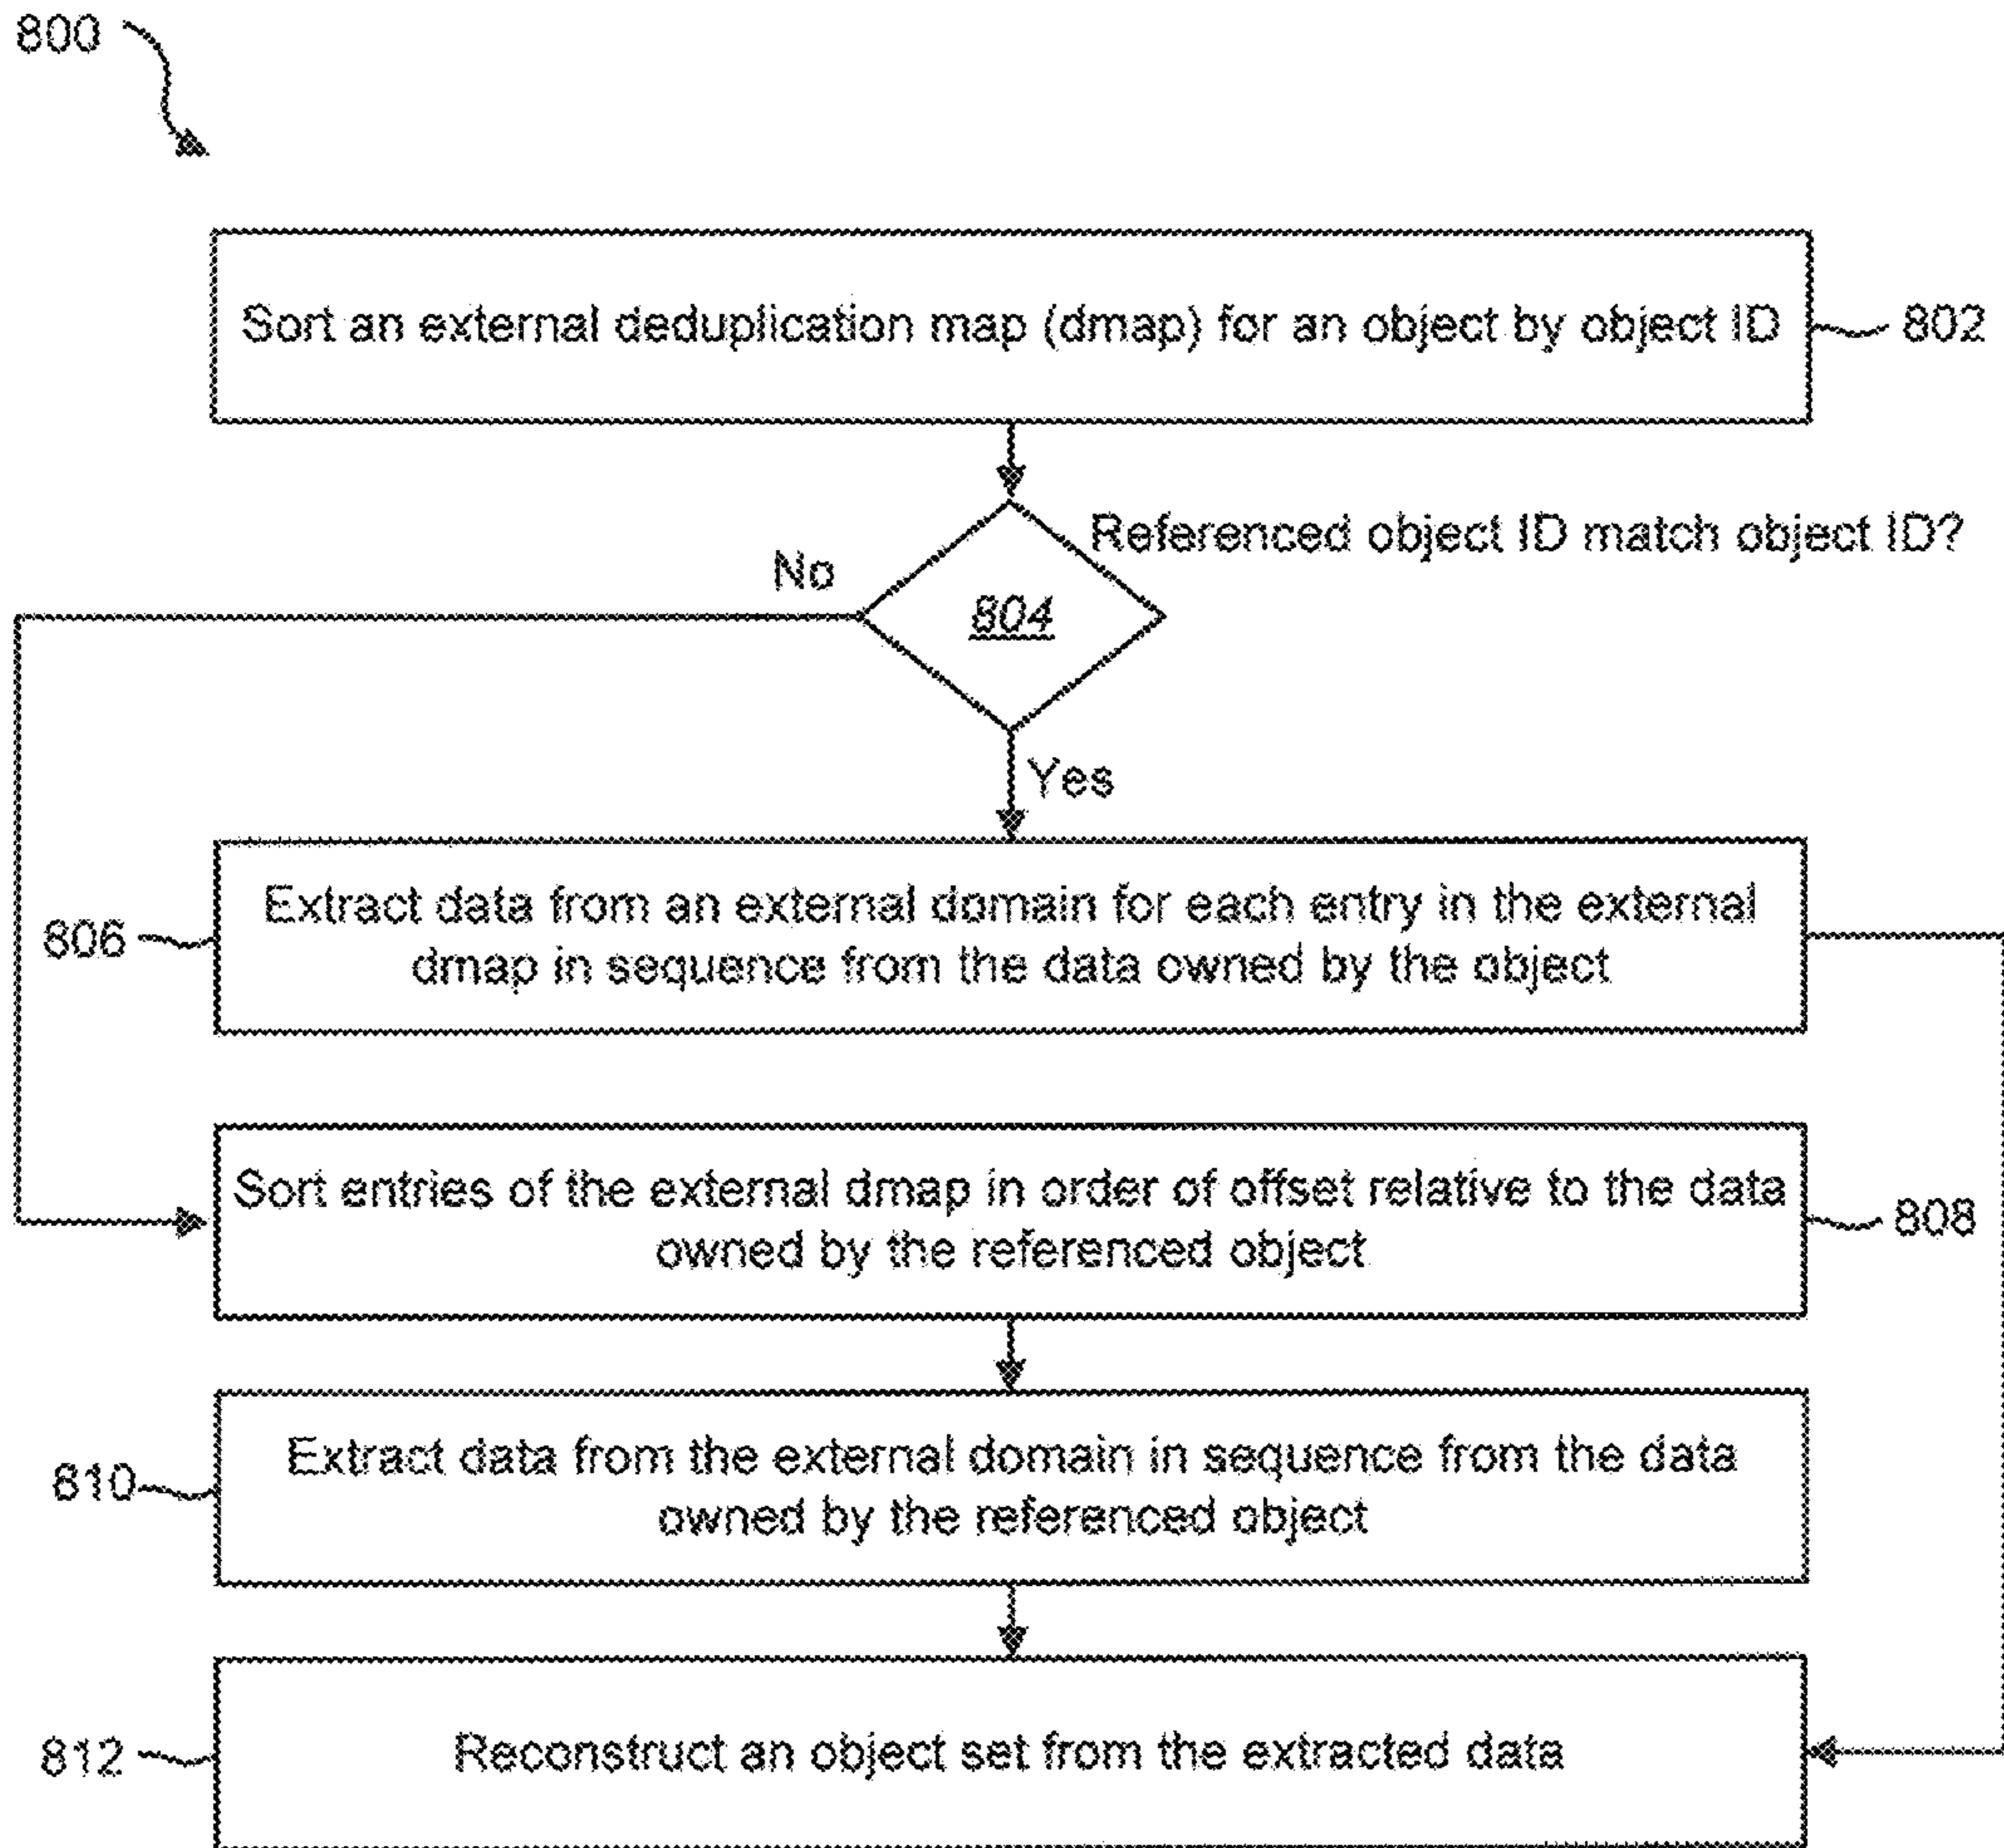 800
Sort an external deduplication map (dmap) for an object by object ID
802
Referenced object ID match object ID?
No
804
Yes
Extract data from an external domain for each entry in the external
dmap in sequence from the data owned by the object
806
Sort entries of the external dmap in order of offset relative to the data
owned by the referenced object
808
Extract data from the external domain in sequence from the data
owned by the referenced object
810
Reconstruct an object set from the extracted data
812